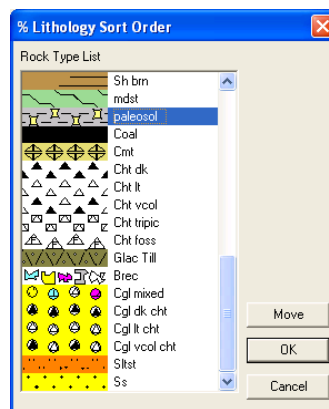 % Lithology Sort Order
Rock Type List
Sh brn
mdst
paleosol
Coal
Cmt
Cht dk
Cht lt
Cht vcol
Cht tripic
Cht foss
Glac Till
Brec
Cgl mixed
Cgl dk cht
Cgl lt cht
Cgl vcol cht
Sltst
Ss
Move
OK
Cancel